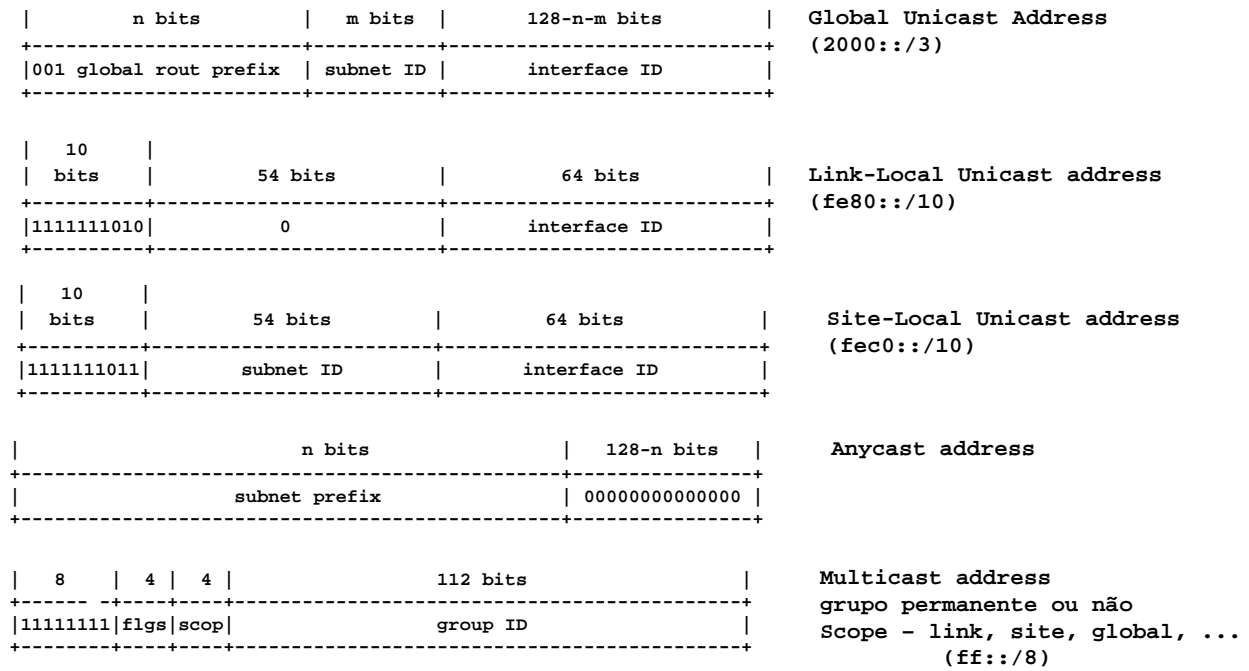 |          n bits          | m bits |       128-n-m bits          |  Global Unicast Address
+--------------------------+-----------+-----------------------------+  (2000::/3)
|001 global rout prefix | subnet ID|       interface ID          |
+--------------------------+-----------+-----------------------------+
|   10     |
|  bits    |        54 bits         |          64 bits            |  Link-Local Unicast address
+----------+--------------------------+-----------------------------+  (fe80::/10)
|1111111010|            0             |       interface ID          |
+----------+--------------------------+-----------------------------+
|   10     |
|  bits    |        54 bits         |          64 bits            |  Site-Local Unicast address
+----------+--------------------------+-----------------------------+  (fec0::/10)
|1111111011|        subnet ID         |       interface ID          |
+----------+--------------------------+-----------------------------+
|                          n bits                     |   128-n bits   |  Anycast address
+--------------------------------------------------+----------------+
|                    subnet prefix                 | 00000000000000 |
+--------------------------------------------------+----------------+
|   8    | 4 | 4 |                   112 bits                       |  Multicast address
+------ -+----+----+---------------------------------------------+  grupo permanente ou não
|11111111|flgs|scop|                   group ID                       |  Scope – link, site, global, ...
+--------+----+----+---------------------------------------------+  (ff::/8)